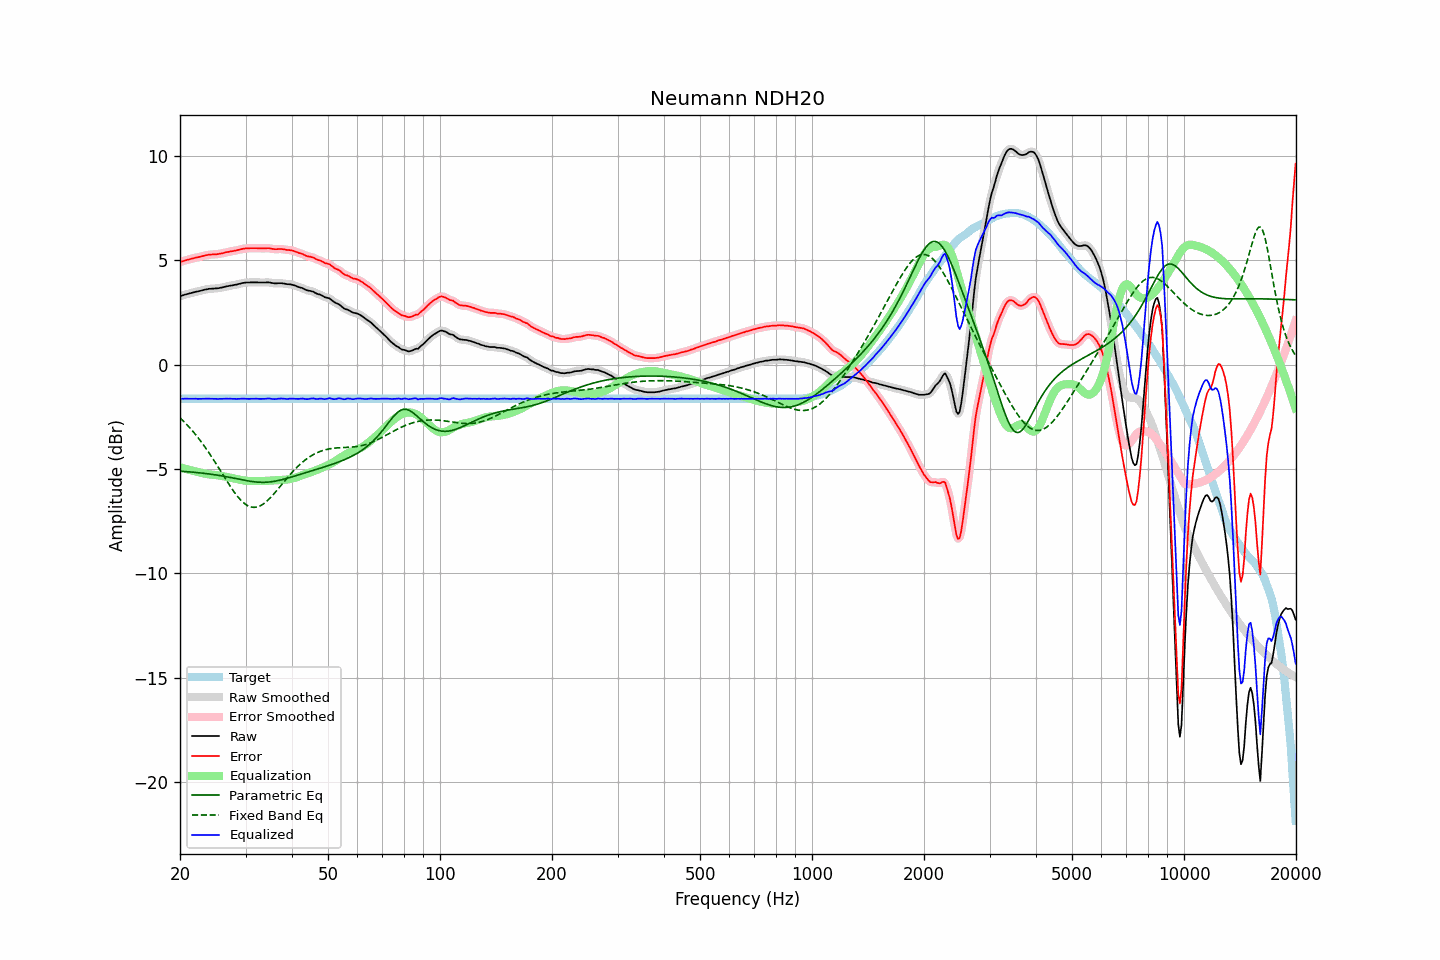 Neumann NDH20
Amplitude (dBr)
10
5
0
−5
−10
−15
−20
Target
Raw Smoothed
Error Smoothed
Raw
Error
Equalization
Parametric Eq
Fixed Band Eq
Equalized
20 50 100 200 500 1000 2000 5000 10000 20000
Frequency (Hz)